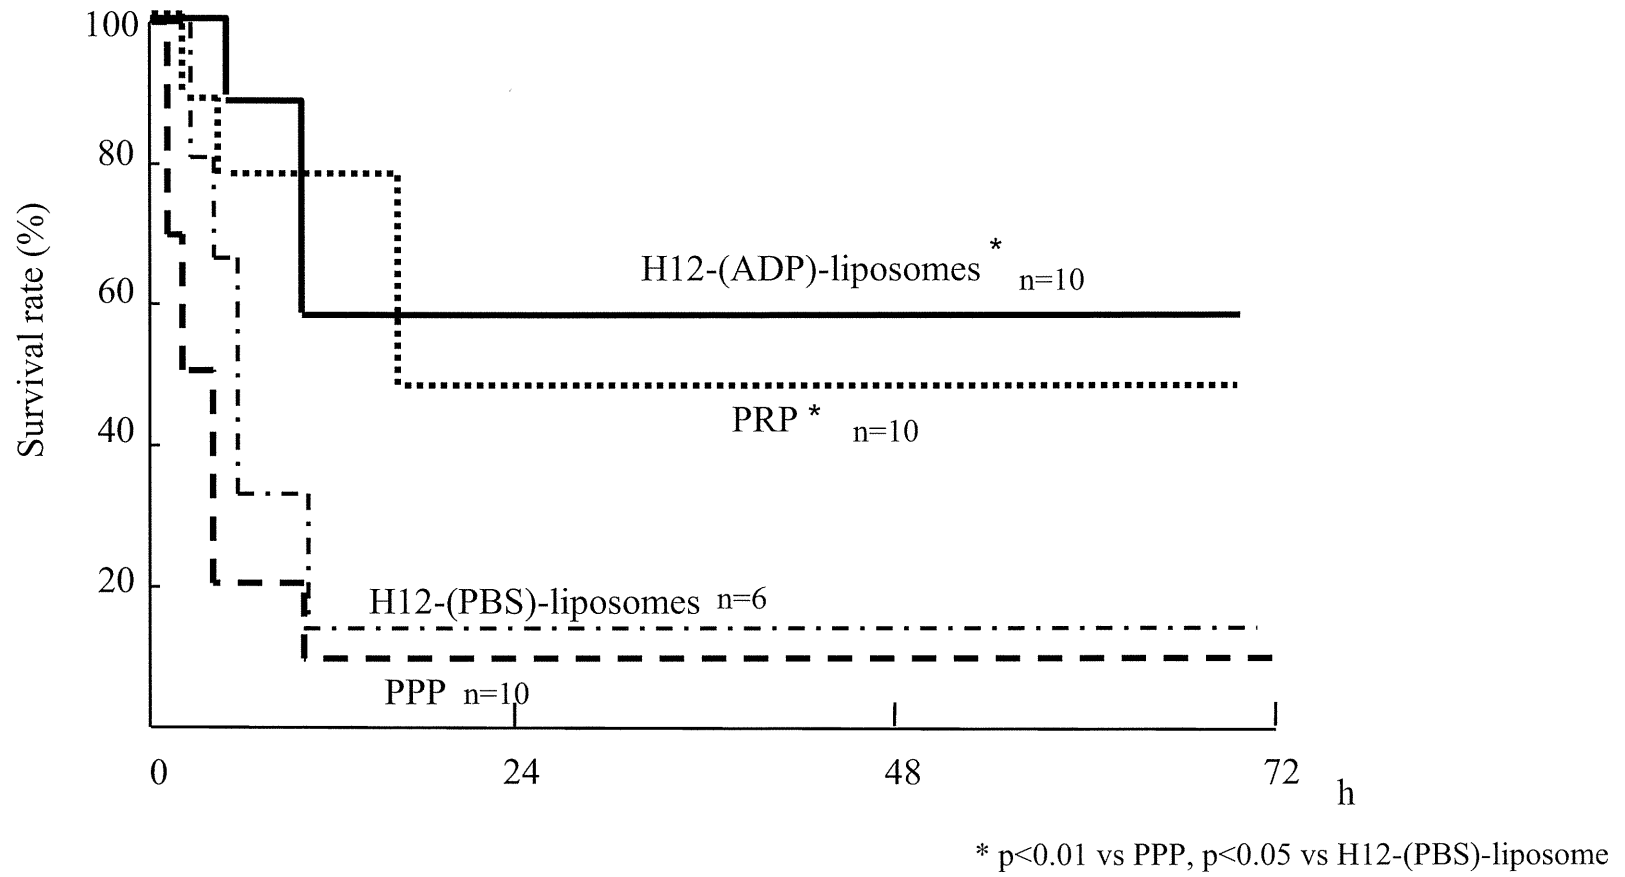 100
80
60
40
20
Survival rate (%)
H12-(ADP)-liposomes * n=10
PRP * n=10
H12-(PBS)-liposomes n=6
PPP n=10
0 24 48 72 h
* p<0.01 vs PPP, p<0.05 vs H12-(PBS)-liposome